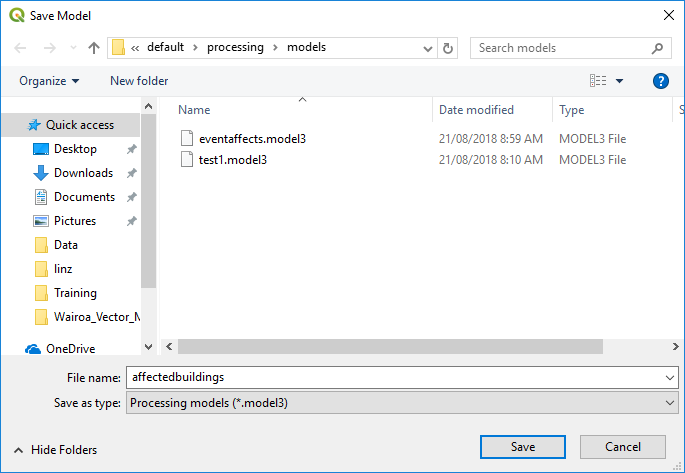 Save Model
« default > processing > models
Search models
Organize
New folder
?
Name Date modified Type S
Quick access
Desktop
Downloads
Documents
Pictures
Data
linz
Training
Wairoa_Vector_N
OneDrive
eventaffects.model3 21/08/2018 8:59 AM MODEL3 File
test1.model3 21/08/2018 8:10 AM MODEL3 File
File name: affectedbuildings
Save as type: Processing models (*.model3)
Hide Folders
Save
Cancel